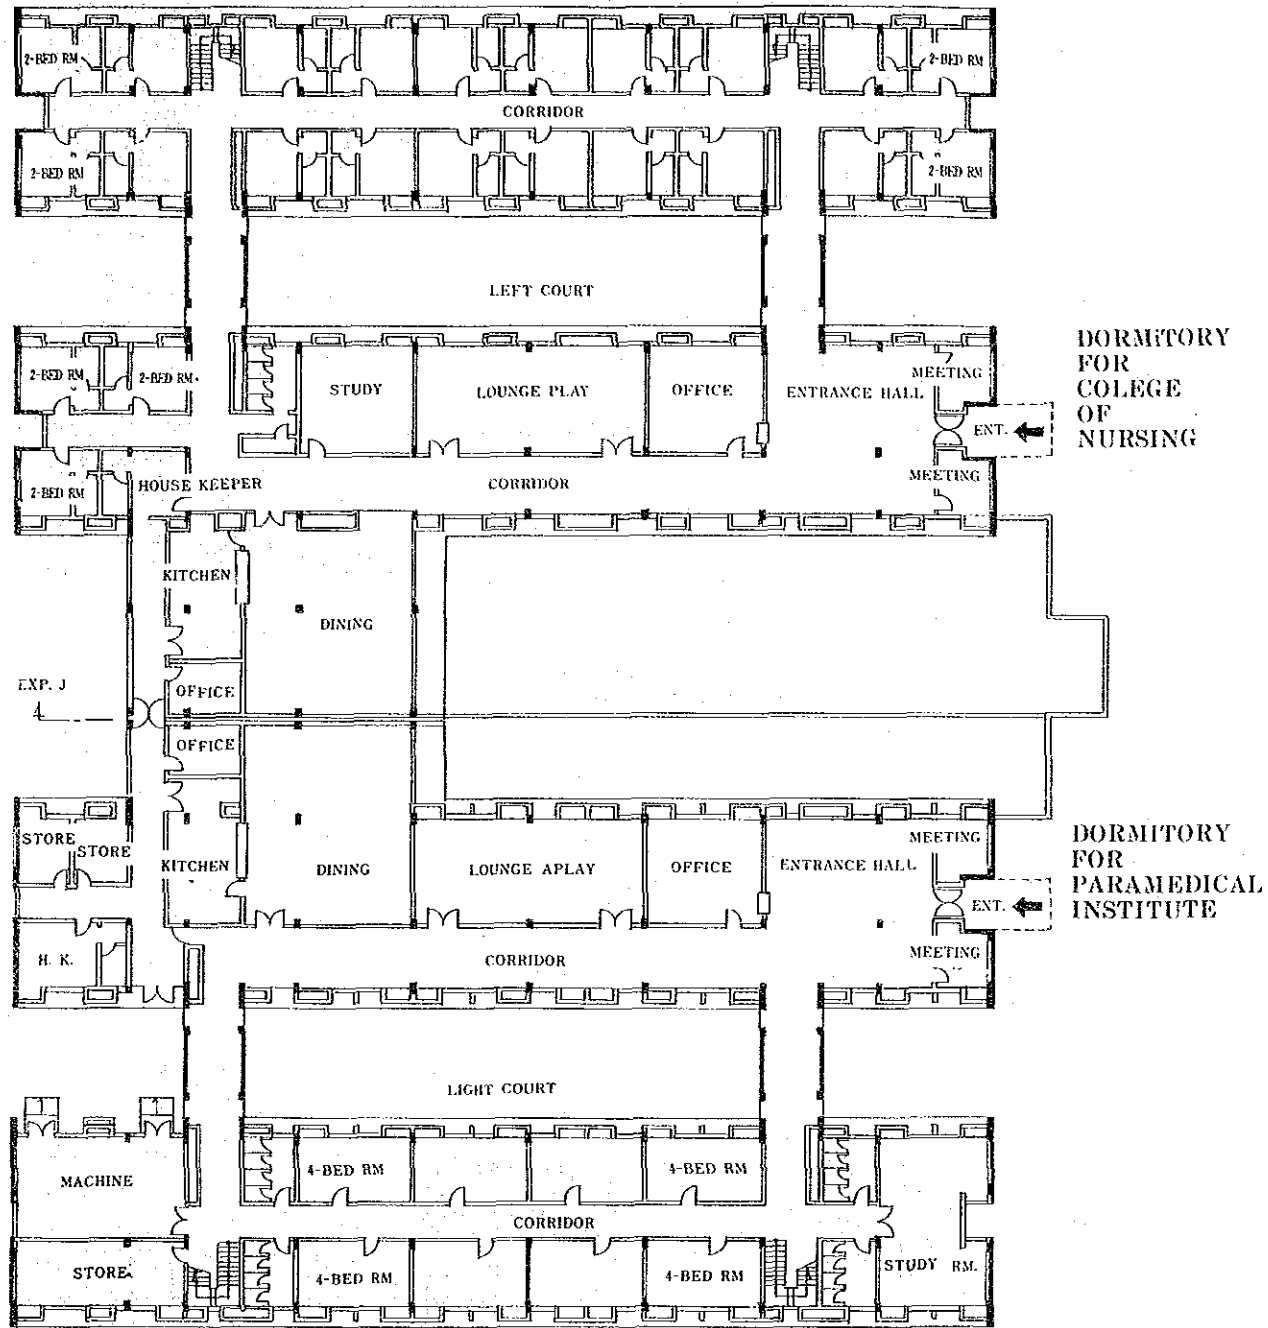 2-BED RM
2-BED RM
CORRIDOR
2-BED RM
2-BED RM
LEFT COURT
DORMITORY
FOR
COLEGE
OF
NURSING
2-BED RM
2-BED RM
STUDY
LOUNGE PLAY
OFFICE
ENTRANCE HALL
MEETING
ENT.
2-BED RM
HOUSE KEEPER
CORRIDOR
MEETING
KITCHEN
DINING
EXP. J
OFFICE
OFFICE
STORE
STORE
KITCHEN
DINING
LOUNGE APLAY
OFFICE
ENTRANCE HALL
MEETING
DORMITORY
FOR
PARAMEDICAL
INSTITUTE
EXT.
H. K.
CORRIDOR
MEETING
LIGHT COURT
MACHINE
4-BED RM
4-BED RM
CORRIDOR
STORE
4-BED RM
4-BED RM
STUDY RM.